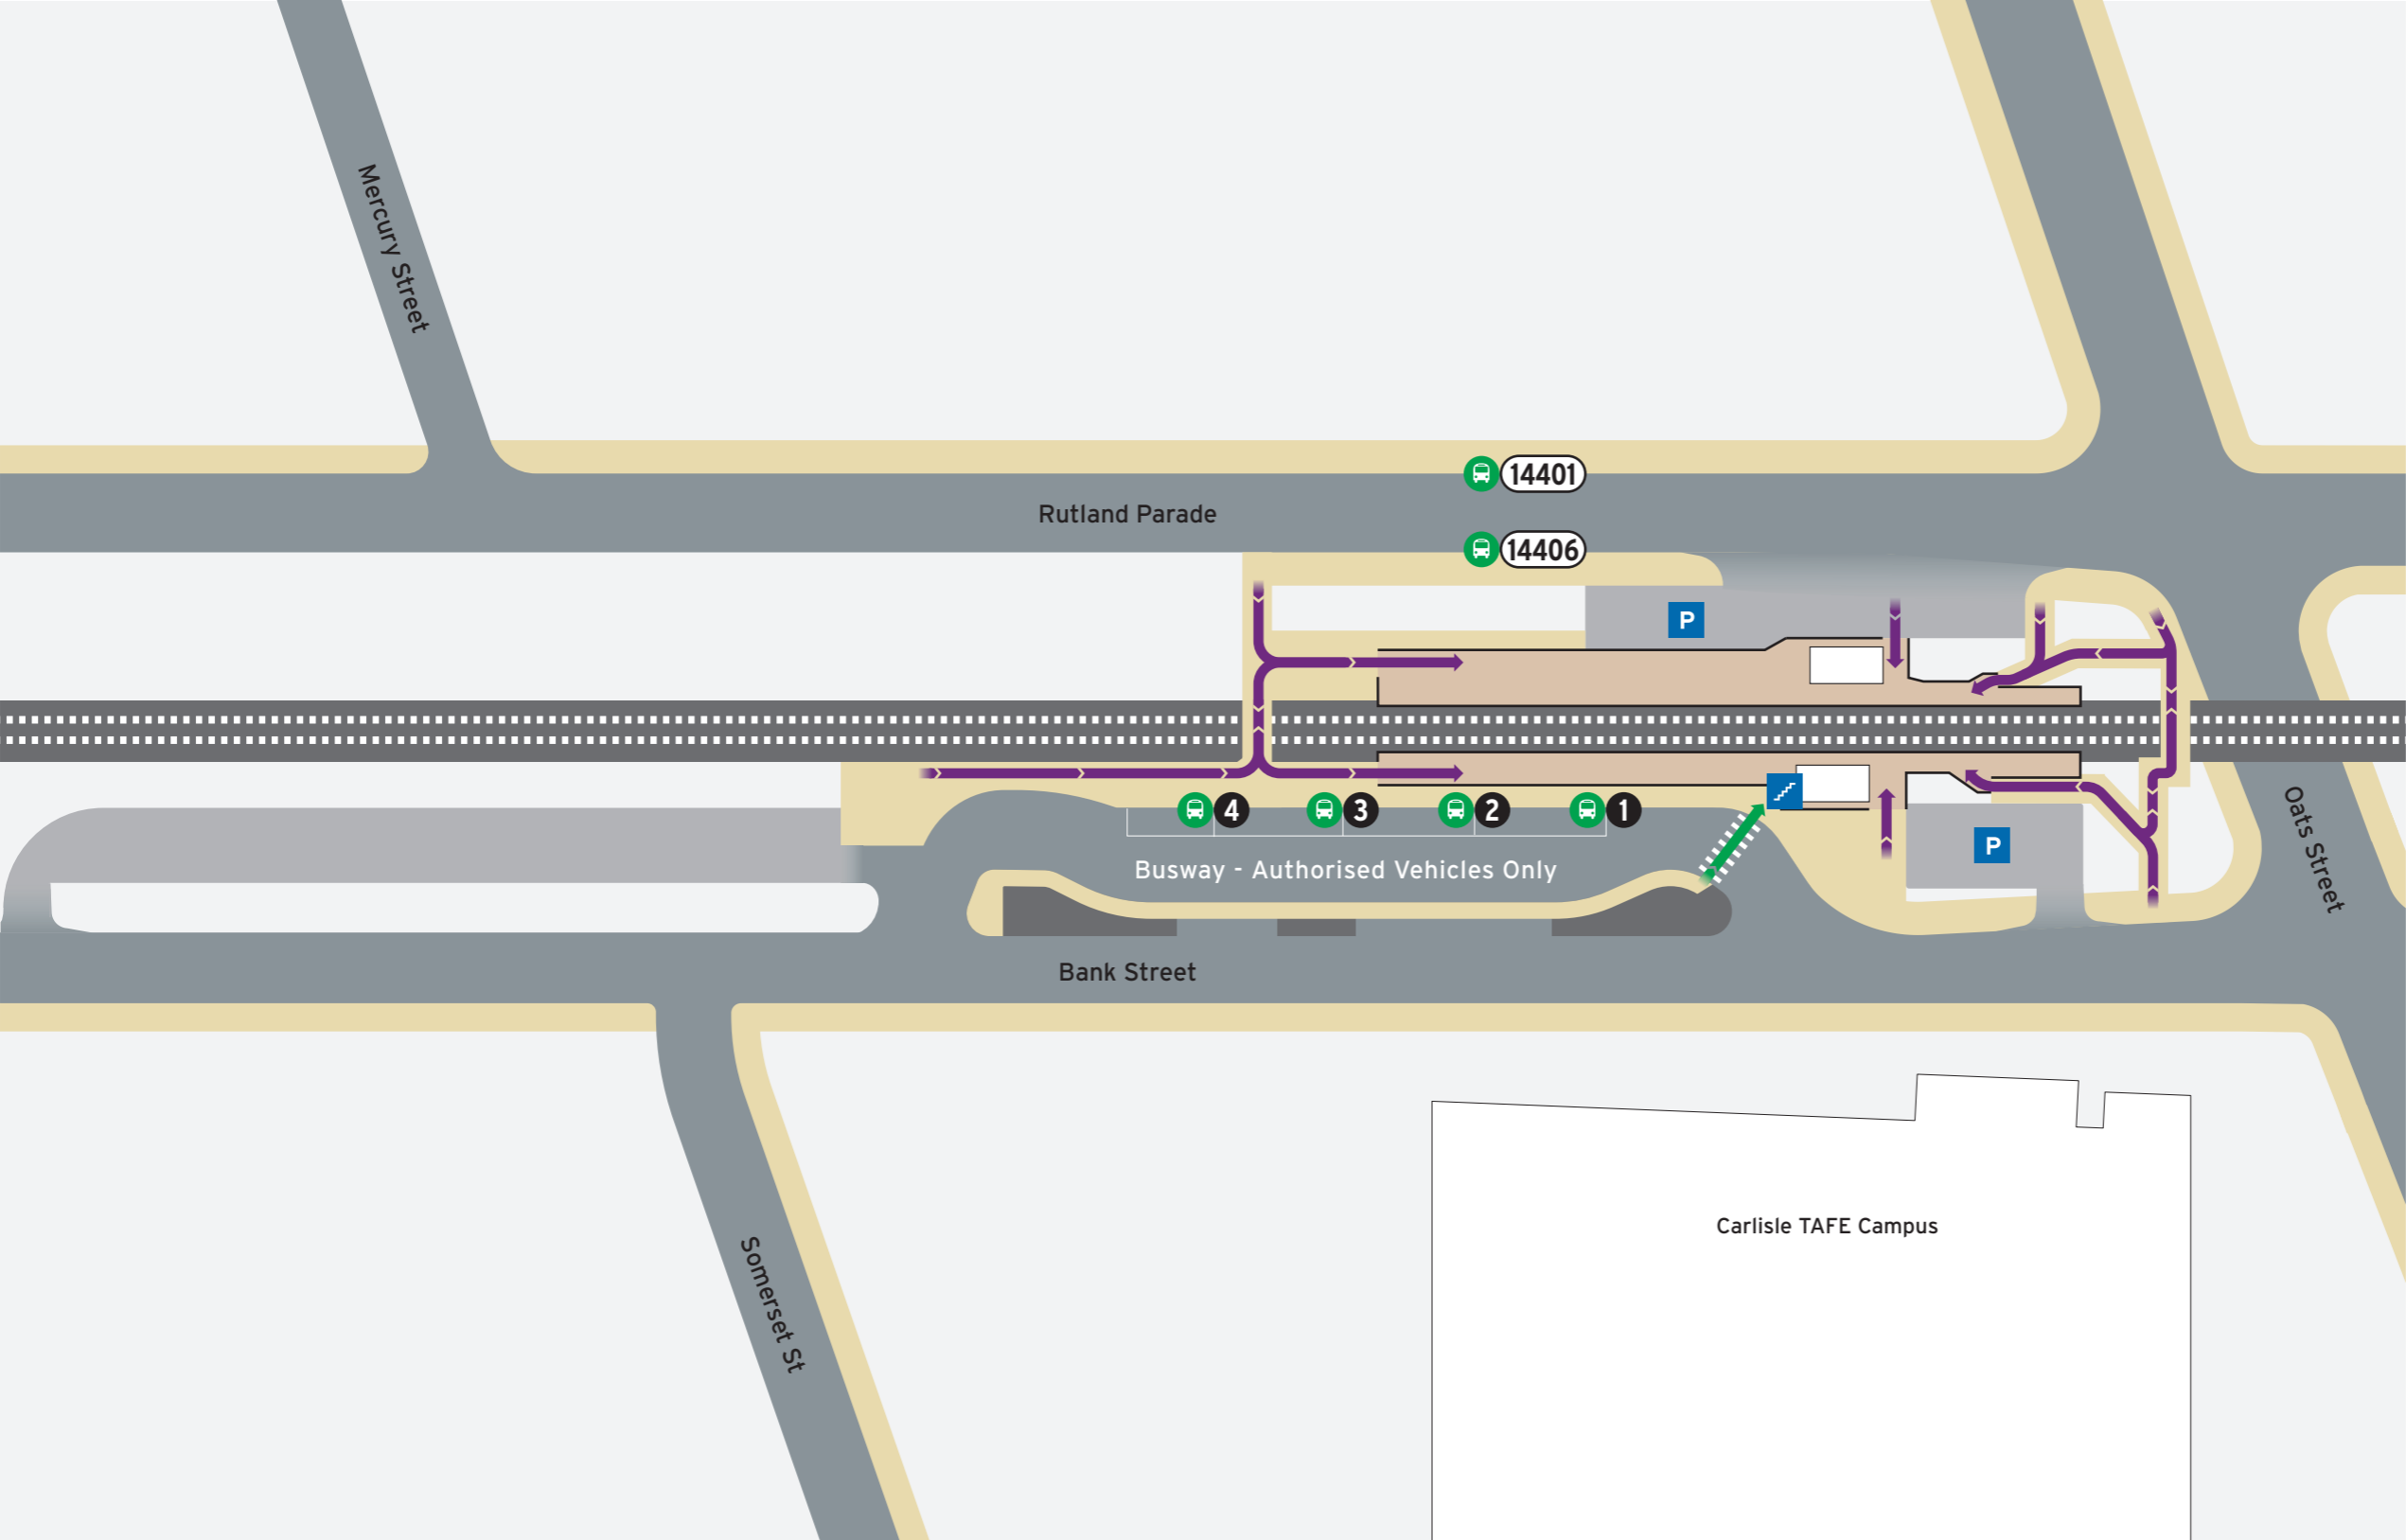 Mercury Street
14401
Rutland Parade
14406
P
4
3
2
1
Oats Street
P
Busway - Authorised Vehicles Only
Bank Street
Carlisle TAFE Campus
Somerset St